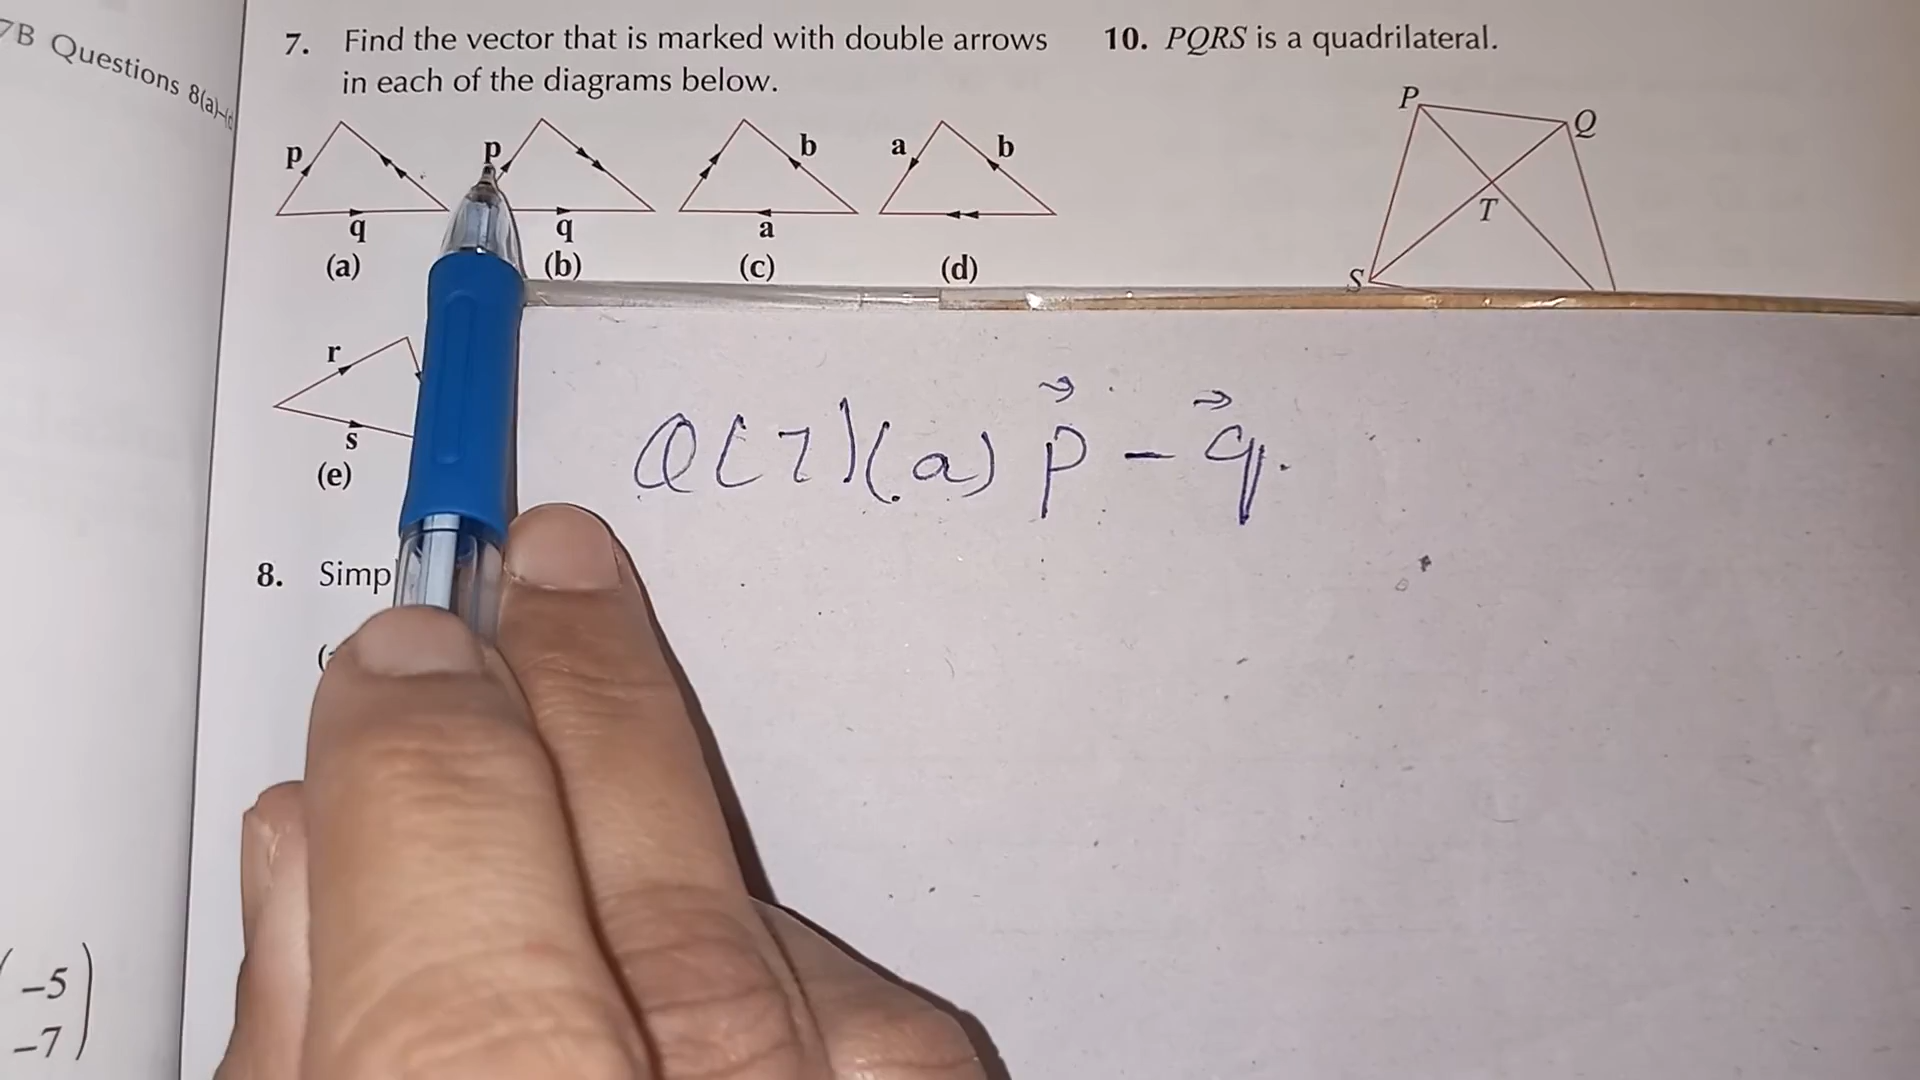 7B Questions 8(a)–(d
7. Find the vector that is marked with double arrows
in each of the diagrams below.
p
q
(a)
p
q
(b)
b
a
(c)
a
b
(d)
r
s
(e)
8. Simpl
(
10. PQRS is a quadrilateral.
P
Q
T
S
Q(7)(a) p⃗ – q⃗.
–5
–7